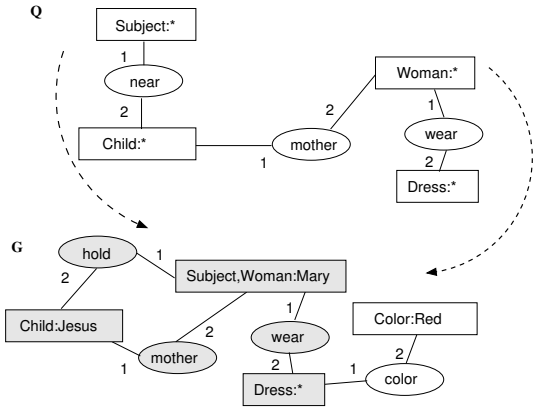 Q
Subject:*
1
near
2
Child:*
1
mother
2
Woman:*
1
wear
2
Dress:*
G
hold
1
2
Subject,Woman:Mary
Child:Jesus
1
mother
2
1
wear
2
Dress:*
1
color
2
Color:Red